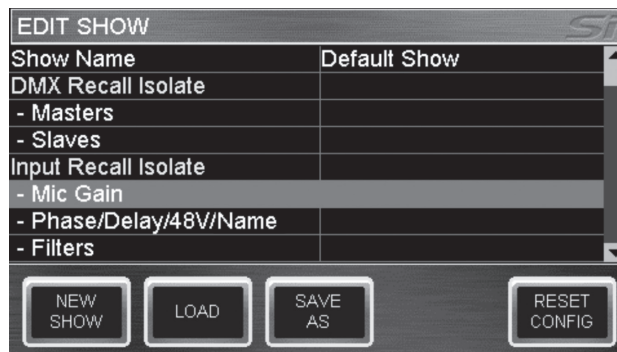 EDIT SHOW
Si
Show Name Default Show
DMX Recall Isolate
- Masters
- Slaves
Input Recall Isolate
- Mic Gain
- Phase/Delay/48V/Name
- Filters
NEW SHOW
LOAD
SAVE AS
RESET CONFIG